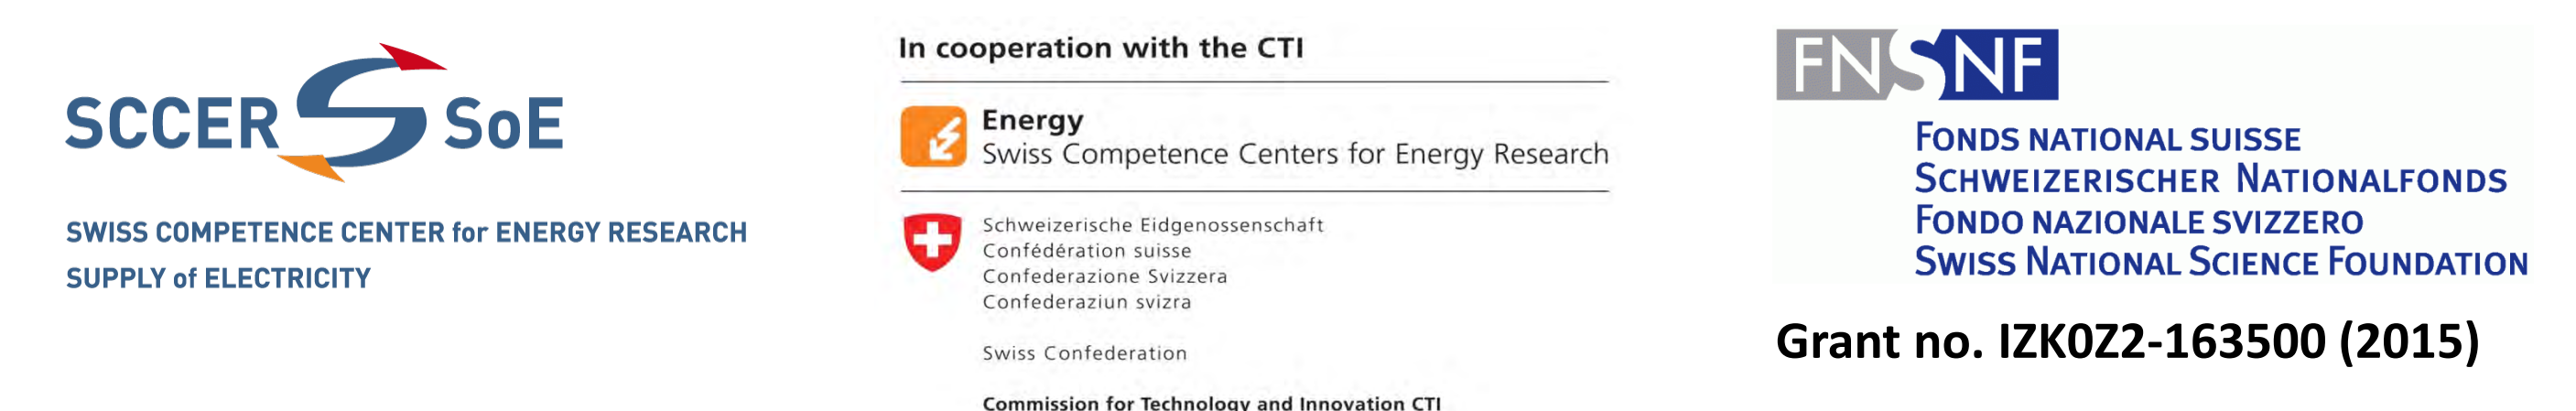 SCCER SoE
SWISS COMPETENCE CENTER for ENERGY RESEARCH
SUPPLY of ELECTRICITY
In cooperation with the CTI
Energy
Swiss Competence Centers for Energy Research
Schweizerische Eidgenossenschaft
Confédération suisse
Confederazione Svizzera
Confederaziun svizra
Swiss Confederation
Commission for Technology and Innovation CTI
FNSNF
FONDS NATIONAL SUISSE
SCHWEIZERISCHER NATIONALFONDS
FONDO NAZIONALE SVIZZERO
SWISS NATIONAL SCIENCE FOUNDATION
Grant no. IZK0Z2-163500 (2015)